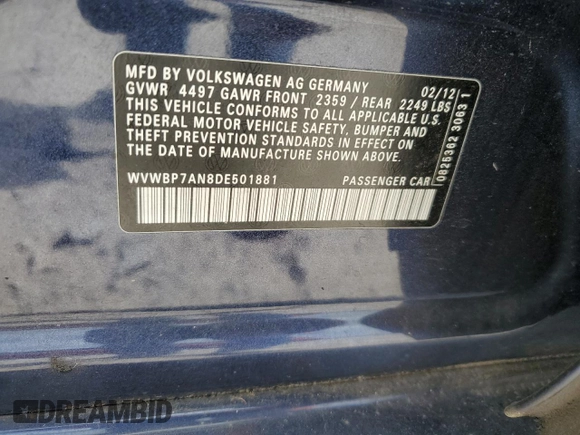 MFD BY VOLKSWAGEN AG GERMANY 02/12
GVWR 4497 GAWR FRONT 2359 / REAR 2249 LBS
THIS VEHICLE CONFORMS TO ALL APPLICABLE U.S.
FEDERAL MOTOR VEHICLE SAFETY, BUMPER AND
THEFT PREVENTION STANDARDS IN EFFECT ON
THE DATE OF MANUFACTURE SHOWN ABOVE.
WVWBP7AN8DE501881 PASSENGER CAR
0825362 3063 1
DREAMBID